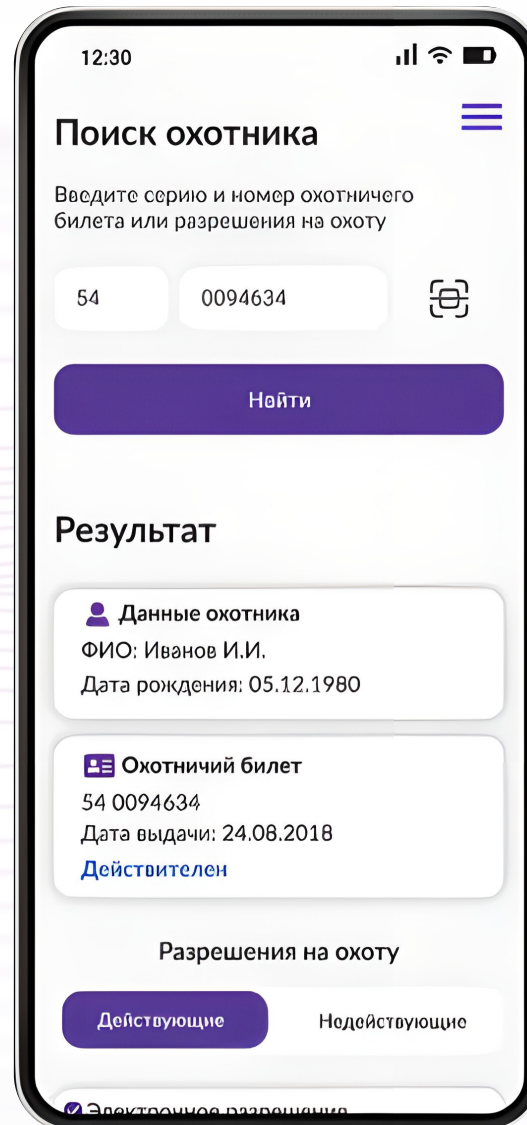 12:30
Поиск охотника
Введите серию и номер охотничего
билета или разрешения на охоту
54
0094634
Найти
Результат
Данные охотника
ФИО: Иванов И.И.
Дата рождения: 05.12.1980
Охотничий билет
54 0094634
Дата выдачи: 24.08.2018
Действителен
Разрешения на охоту
Действующие
Недействующие
Электронное разрешение